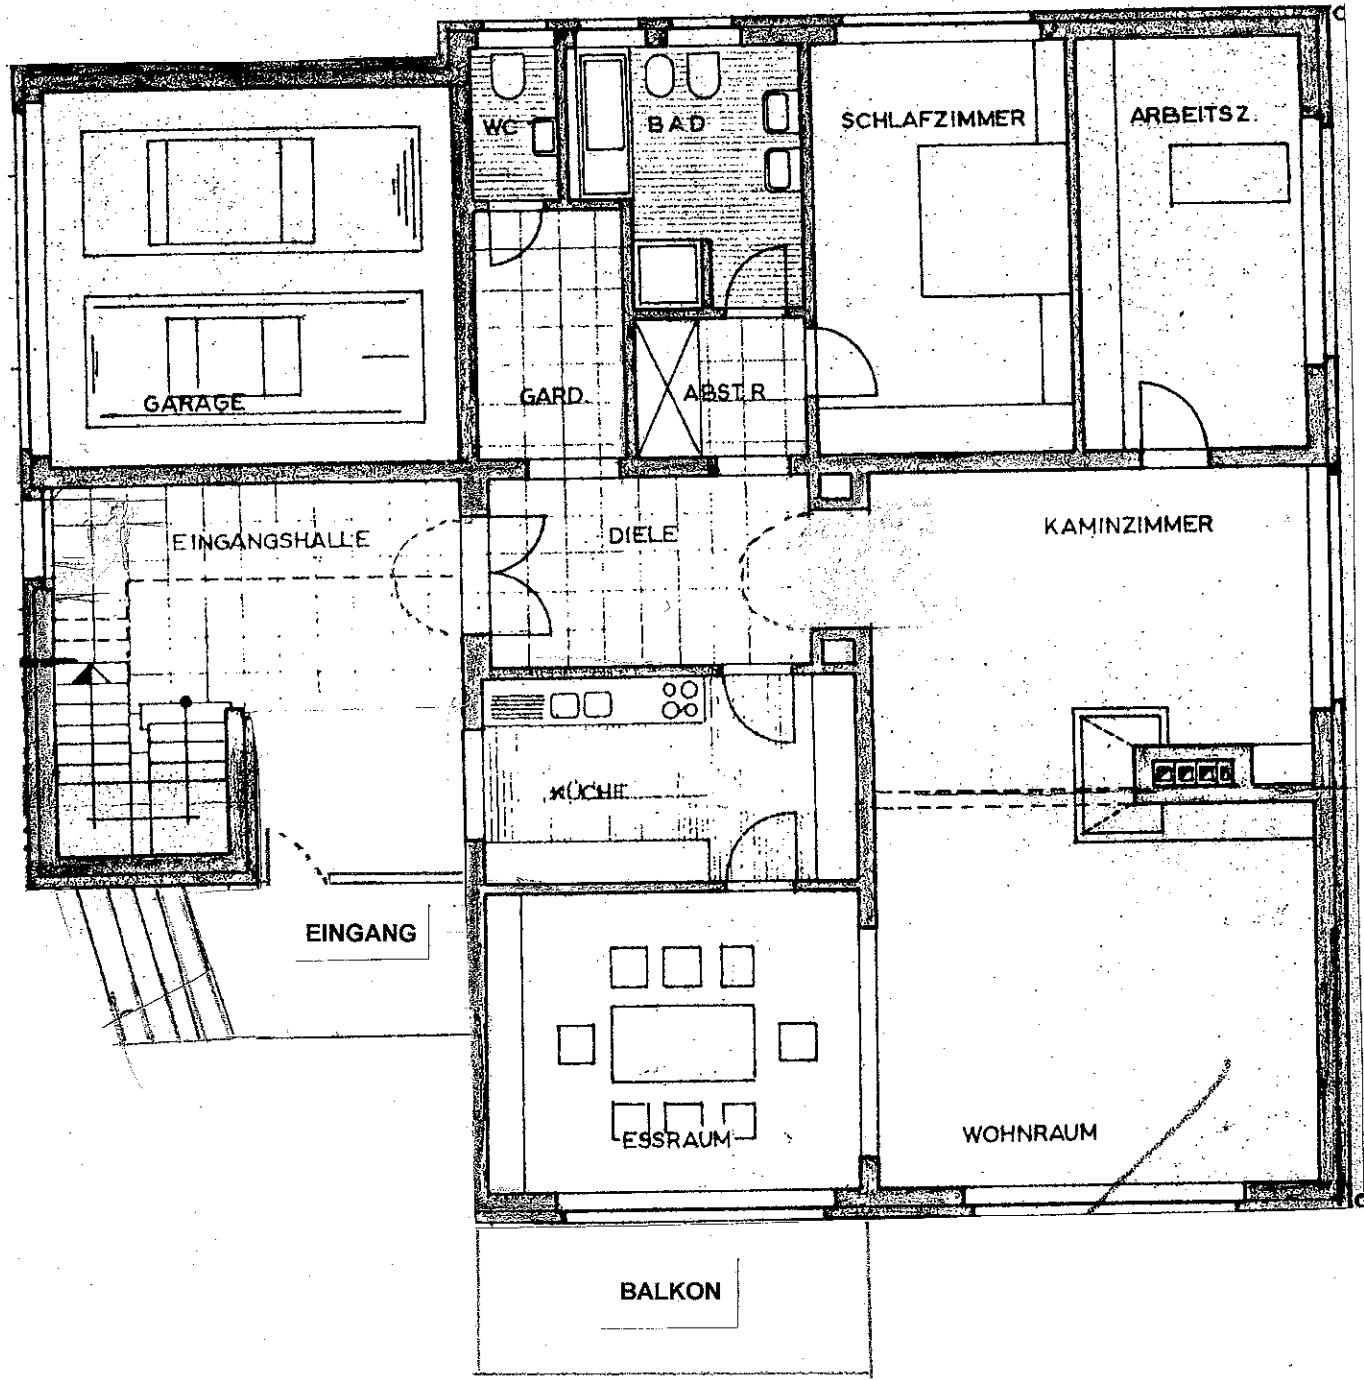 WC
BAD
SCHLAFZIMMER
ARBEITSZ.
GARAGE
GARD.
ABST.R
EINGANGSHALLE
DIELE
KAMINZIMMER
KÜCHE
EINGANG
ESSRAUM
WOHNRAUM
BALKON